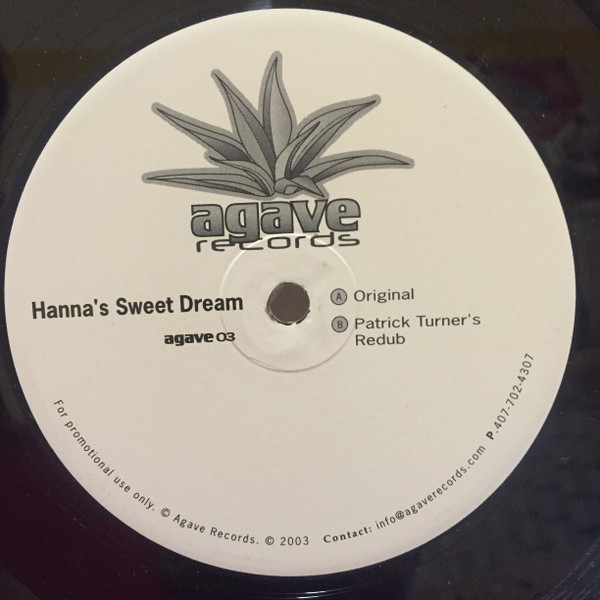 agave
records
Hanna's Sweet Dream
agave 03
A Original
B Patrick Turner's
Redub
For promotional use only. © Agave Records. © 2003 Contact: info@agaverecords.com P.407-702-4307